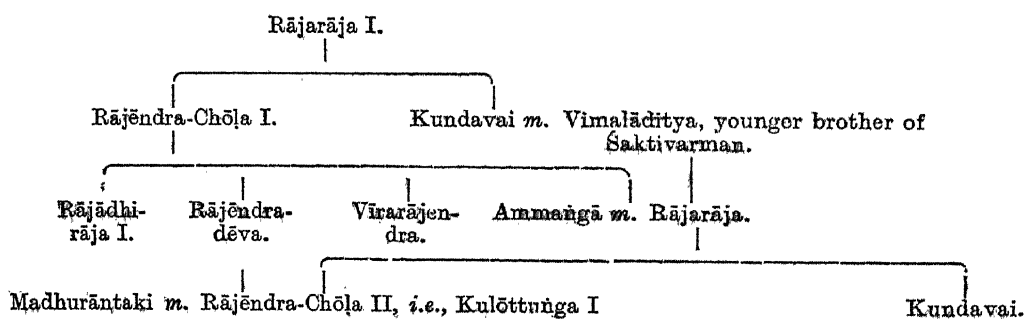 Rājarāja I.
Rājēndra-Chōḷa I. Kundavai m. Vimalāditya, younger brother of
Śaktivarman.
Rājādhi- Rājēndra- Vīrarājen- Ammaṅgā m. Rājarāja.
rāja I. dēva. dra.
Madhurāntaki m. Rājēndra-Chōḷa II, i.e., Kulōttuṅga I Kundavai.